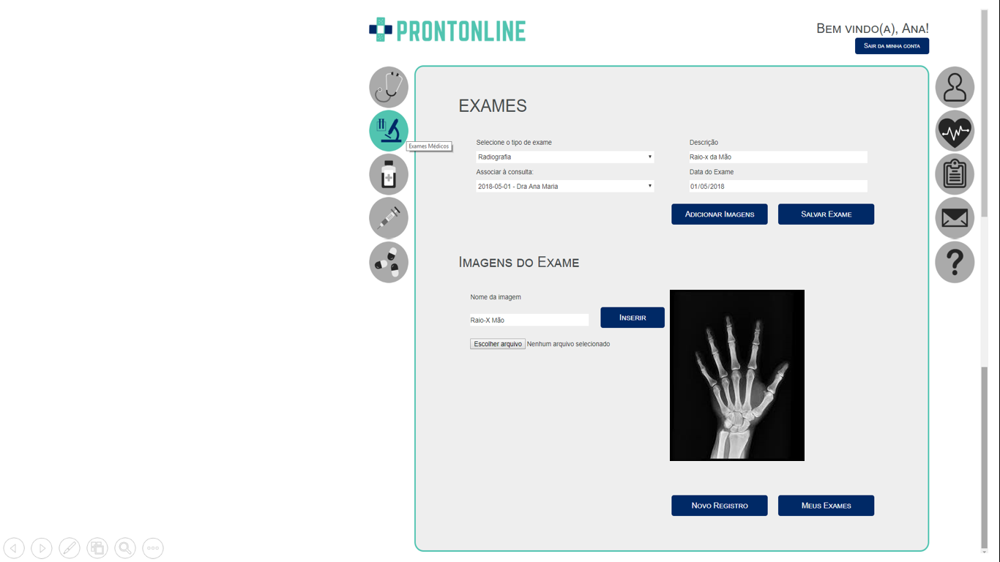 PRONTONLINE
Bem vindo(a), Ana!
Sair da minha conta
EXAMES
Exames Médicos
Selecione o tipo de exame
Descrição
Radiografia
Raio-x da Mão
Associar à consulta:
Data do Exame
2018-05-01 - Dra Ana Maria
01/05/2018
Adicionar Imagens
Salvar Exame
Imagens do Exame
Nome da imagem
Raio-X Mão
Inserir
Escolher arquivo Nenhum arquivo selecionado
Novo Registro
Meus Exames